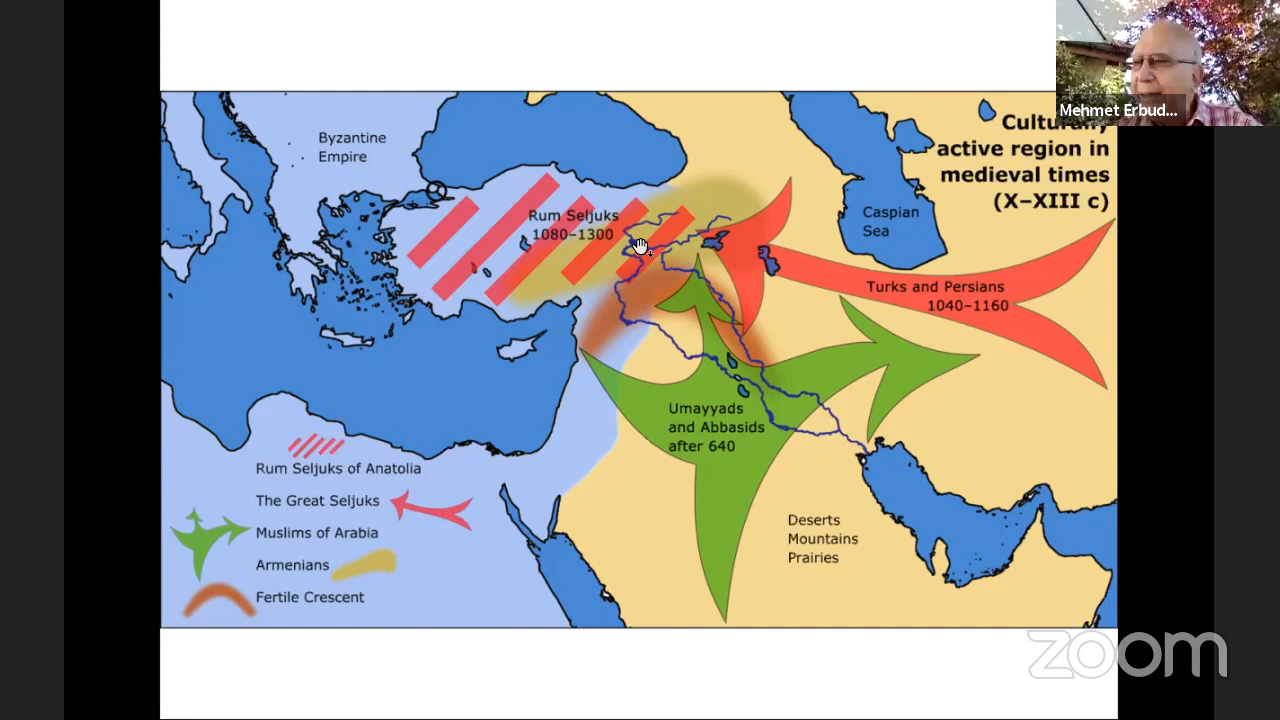 Mehmet Erbud...
Culturally
active region in
medieval times
(X–XIII c)
Byzantine
Empire
Rum Seljuks
1080–1300
Caspian
Sea
Turks and Persians
1040–1160
Umayyads
and Abbasids
after 640
Deserts
Mountains
Prairies
Rum Seljuks of Anatolia
The Great Seljuks
Muslims of Arabia
Armenians
Fertile Crescent
zoom